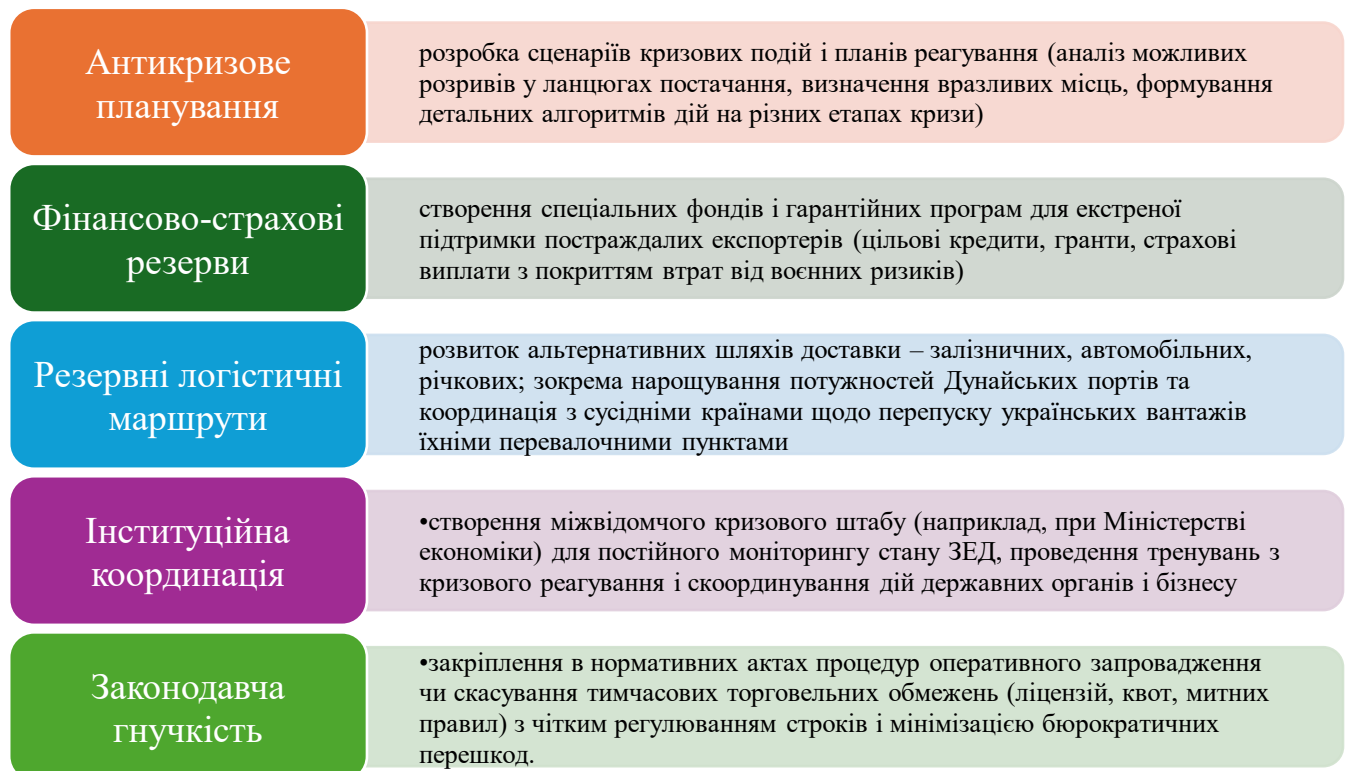 Антикризове
планування
розробка сценаріїв кризових подій і планів реагування (аналіз можливих
розривів у ланцюгах постачання, визначення вразливих місць, формування
детальних алгоритмів дій на різних етапах кризи)
Фінансово-страхові
резерви
створення спеціальних фондів і гарантійних програм для екстреної
підтримки постраждалих експортерів (цільові кредити, гранти, страхові
виплати з покриттям втрат від воєнних ризиків)
Резервні логістичні
маршрути
розвиток альтернативних шляхів доставки – залізничних, автомобільних,
річкових; зокрема нарощування потужностей Дунайських портів та
координація з сусідніми країнами щодо перепуску українських вантажів
їхніми перевалочними пунктами
Інституційна
координація
•створення міжвідомчого кризового штабу (наприклад, при Міністерстві
економіки) для постійного моніторингу стану ЗЕД, проведення тренувань з
кризового реагування і скоординування дій державних органів і бізнесу
Законодавча
гнучкість
•закріплення в нормативних актах процедур оперативного запровадження
чи скасування тимчасових торговельних обмежень (ліцензій, квот, митних
правил) з чітким регулюванням строків і мінімізацією бюрократичних
перешкод.